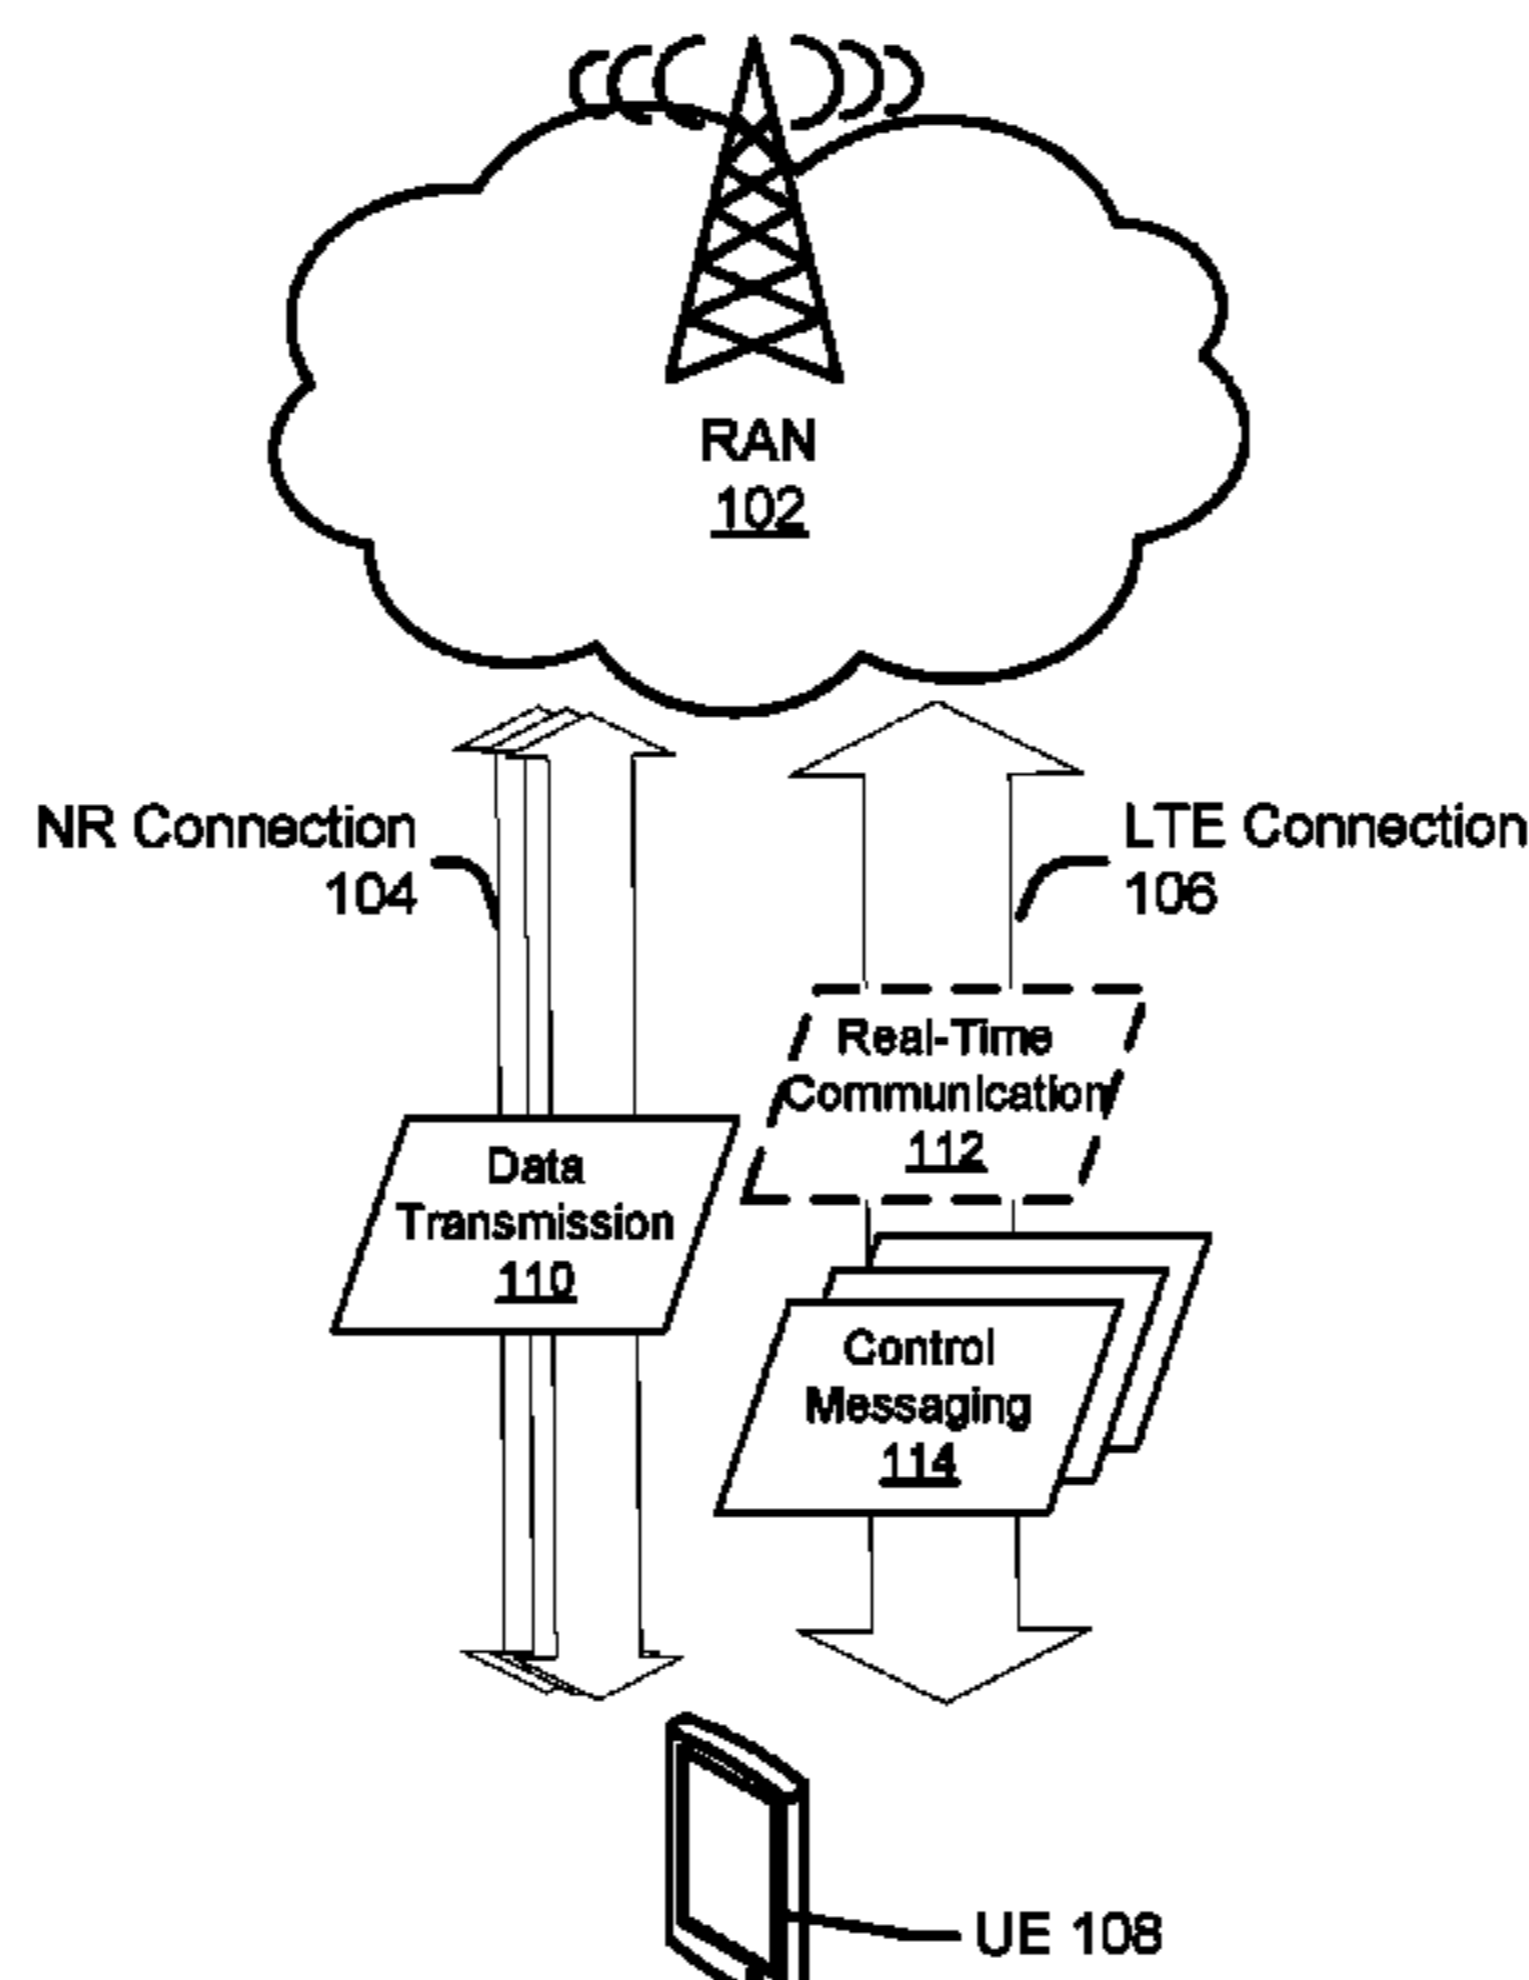 RAN
102
NR Connection
104
LTE Connection
106
Real-Time
Communication
112
Data
Transmission
110
Control
Messaging
114
UE 108